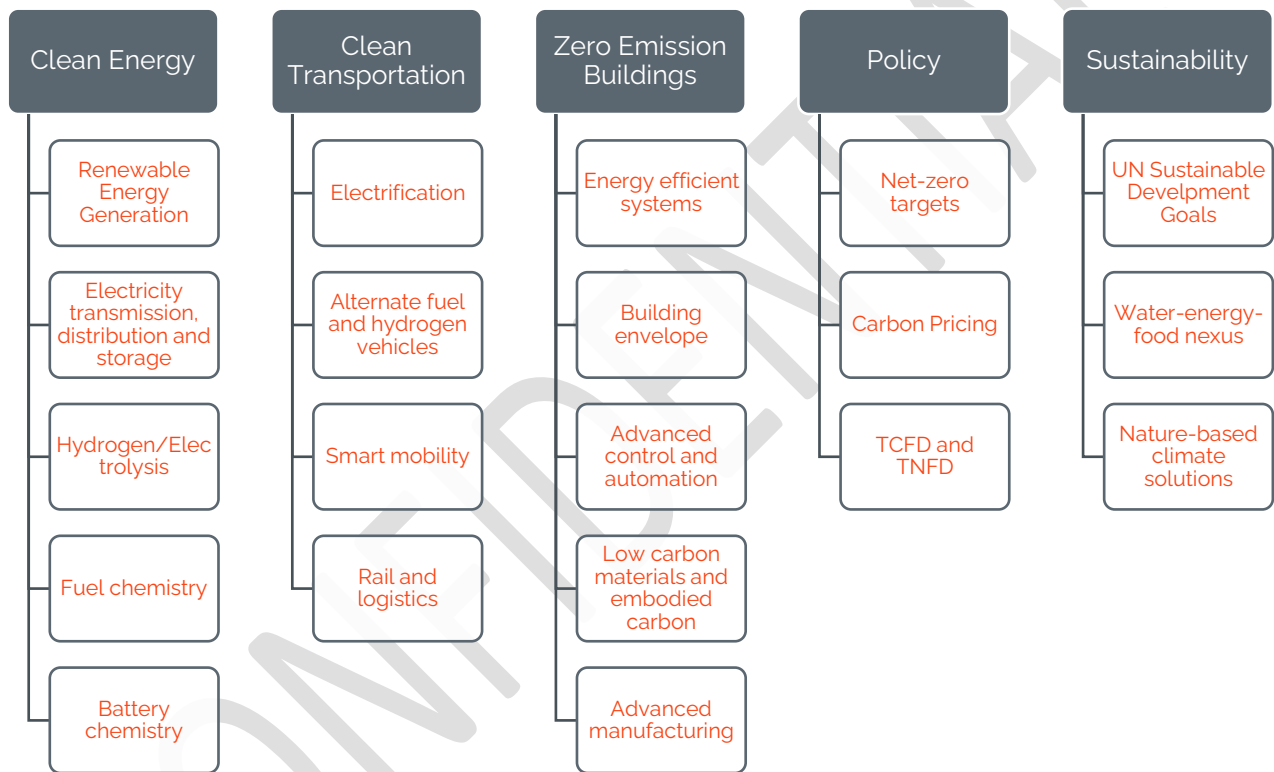 Clean Energy
Renewable
Energy
Generation
Electricity
transmission,
distribution and
storage
Hydrogen/Elec
trolysis
Fuel chemistry
Battery
chemistry
Clean
Transportation
Electrification
Alternate fuel
and hydrogen
vehicles
Smart mobility
Rail and
logistics
Zero Emission
Buildings
Energy efficient
systems
Building
envelope
Advanced
control and
automation
Low carbon
materials and
embodied
carbon
Advanced
manufacturing
Policy
Net-zero
targets
Carbon Pricing
TCFD and
TNFD
Sustainability
UN Sustainable
Develpment
Goals
Water-energy-
food nexus
Nature-based
climate
solutions
ONFIDENTIA